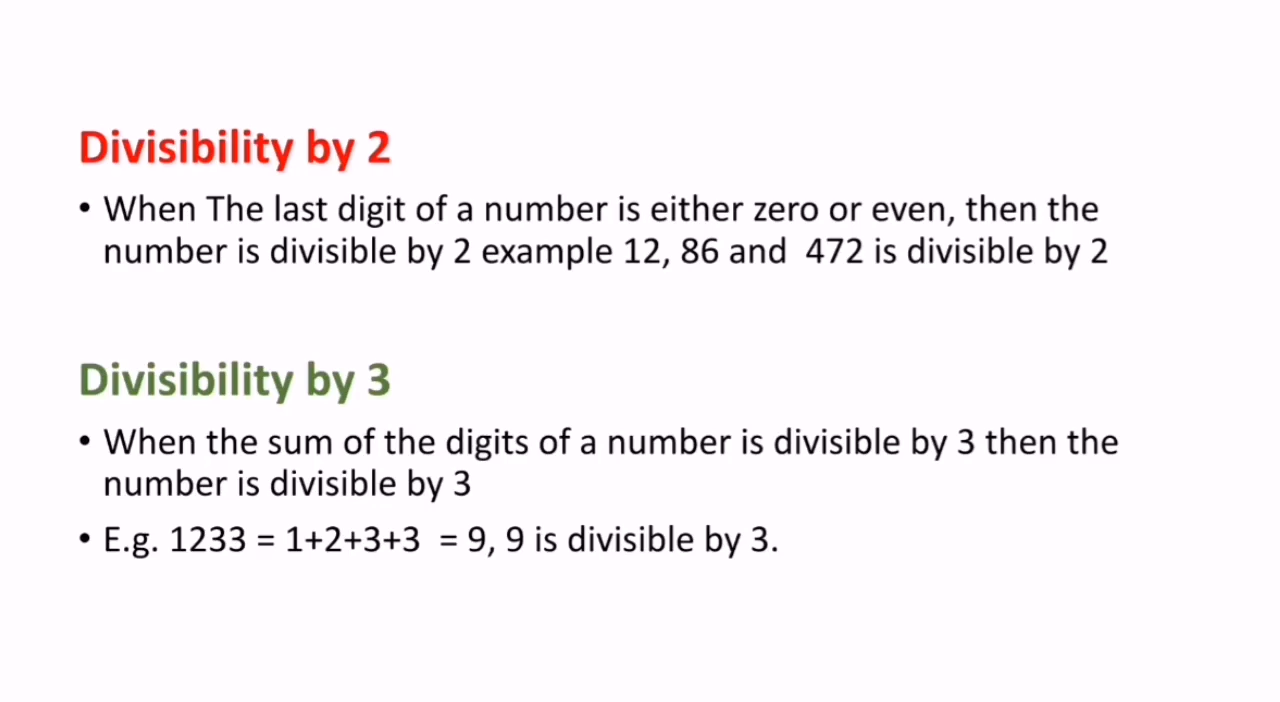 Divisibility by 2
• When The last digit of a number is either zero or even, then the
number is divisible by 2 example 12, 86 and  472 is divisible by 2
Divisibility by 3
• When the sum of the digits of a number is divisible by 3 then the
number is divisible by 3
• E.g. 1233 = 1+2+3+3  = 9, 9 is divisible by 3.